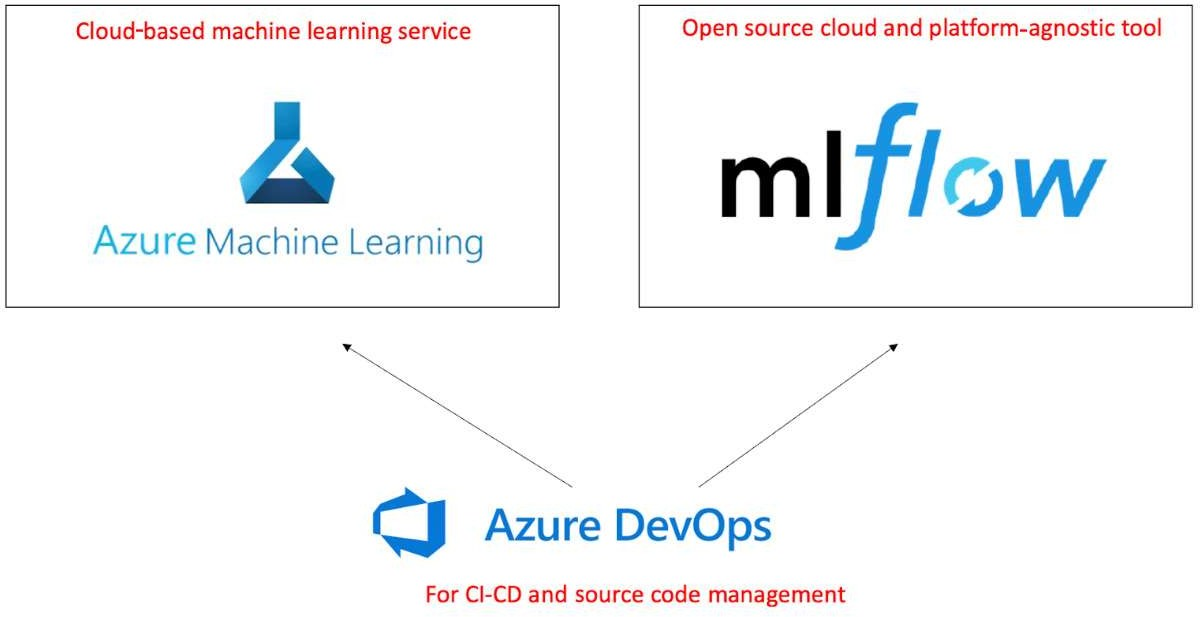 Cloud-based machine learning service
Open source cloud and platform-agnostic tool
Azure Machine Learning
mlflow
Azure DevOps
For CI-CD and source code management